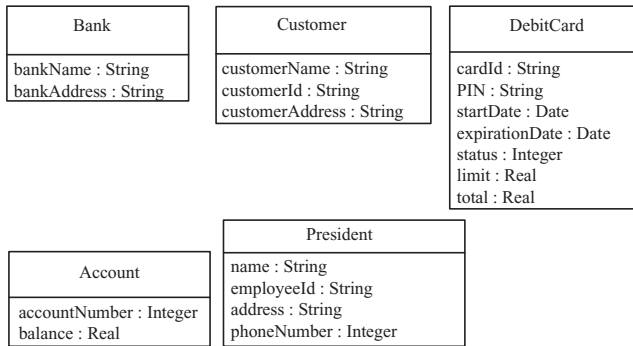 Bank
bankName : String
bankAddress : String
Customer
customerName : String
customerId : String
customerAddress : String
DebitCard
cardId : String
PIN : String
startDate : Date
expirationDate : Date
status : Integer
limit : Real
total : Real
Account
accountNumber : Integer
balance : Real
President
name : String
employeeId : String
address : String
phoneNumber : Integer